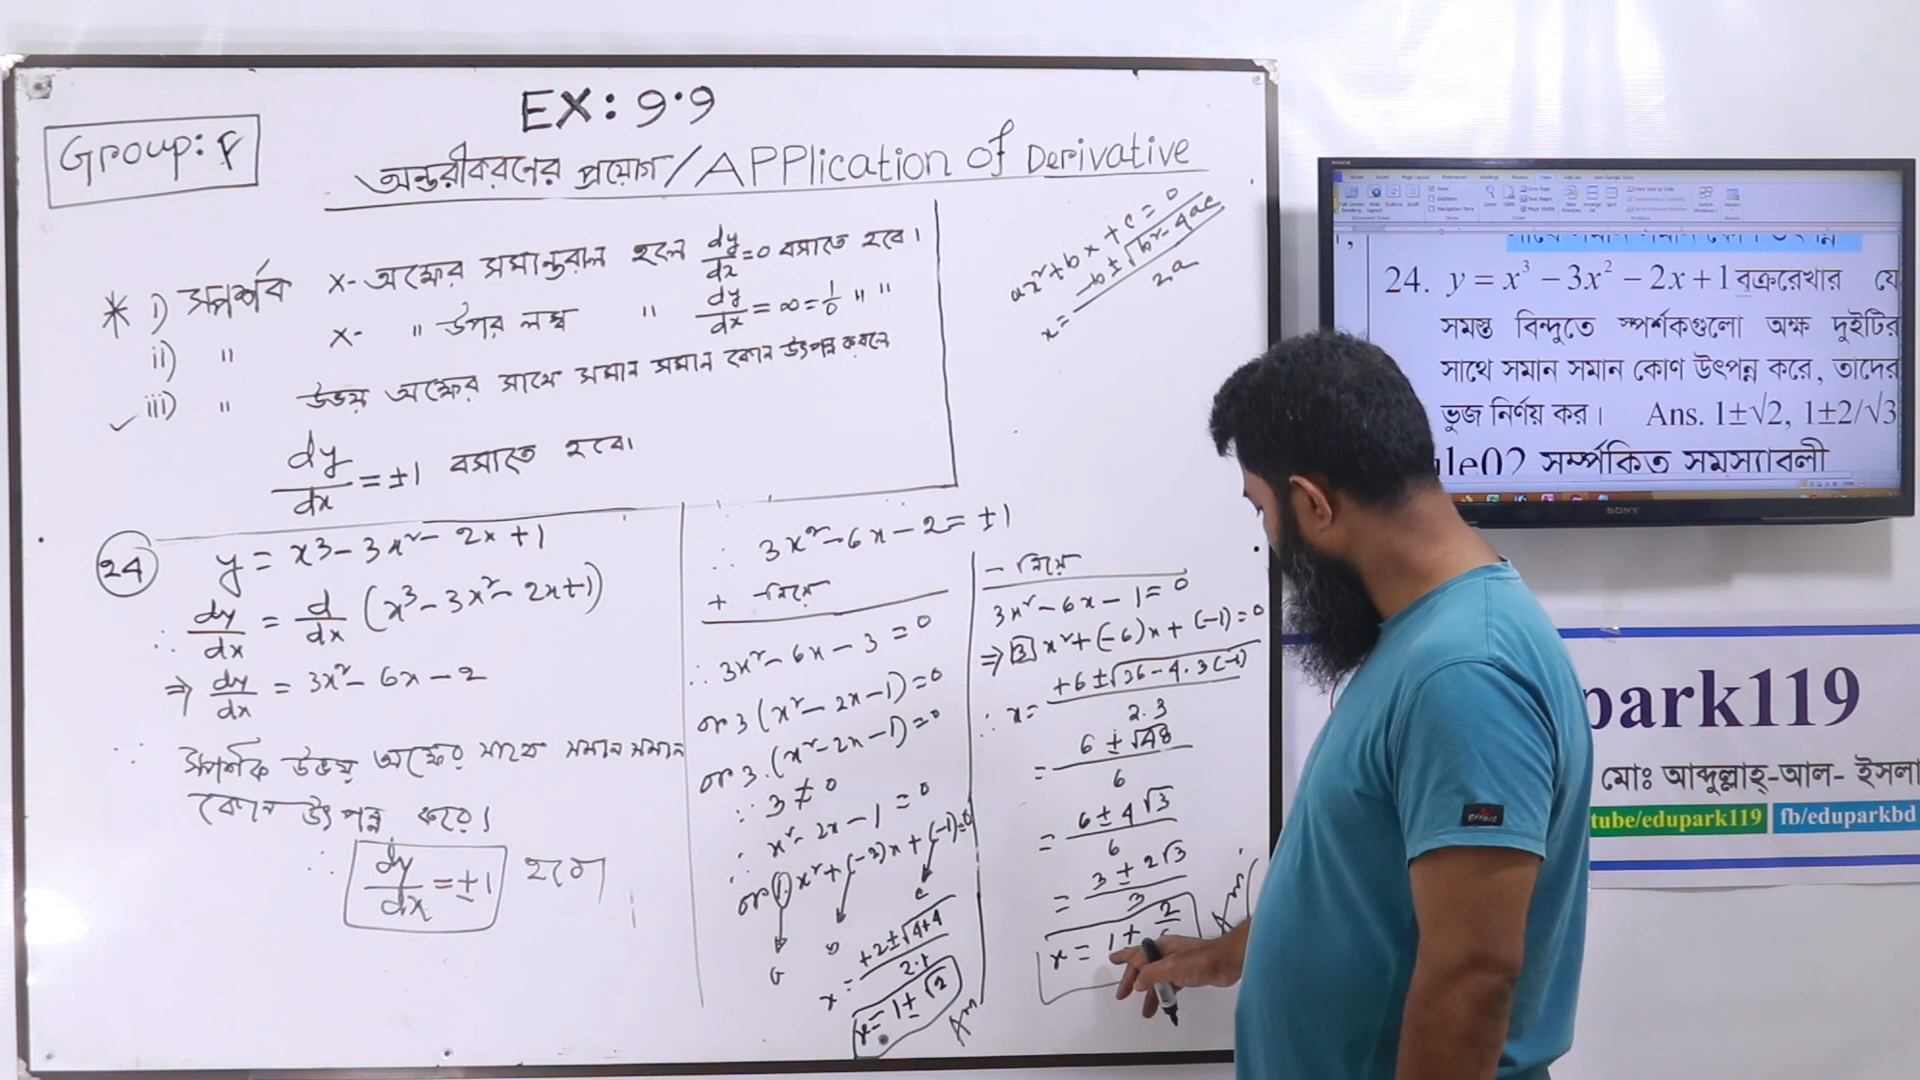 EX: 9.9
Group: F
অন্তরীকরনের প্রয়োগ / APPlication of Derivative
* i) স্পর্শক x- অক্ষের সমান্তরাল হলে dy/dx = 0 বসাতে হবে।
ii) " x- " উপর লম্ব " dy/dx = ∞ = 1/0 " "
iii) " উভয় অক্ষের সাথে সমান সমান কোন উৎপন্ন করলে
dy/dx = ±1 বসাতে হবে।
ax² + bx + c = 0
x = (-b ± √(b² - 4ac))/2a
24 y = x³ - 3x² - 2x + 1
∴ dy/dx = d/dx (x³ - 3x² - 2x + 1)
⇒ dy/dx = 3x² - 6x - 2
∵ স্পর্শক উভয় অক্ষের সাথে সমান সমান
কোন উৎপন্ন করে।
∴ dy/dx = ±1 হবে
∴ 3x² - 6x - 2 = ±1
+ নিয়ে
∴ 3x² - 6x - 3 = 0
or 3(x² - 2x - 1) = 0
or 3.(x² - 2x - 1) = 0
∵ 3 ≠ 0
∴ x² - 2x - 1 = 0
or 1.x² + (-2)x + (-1) = 0
a b c
x = (+2 ± √(4+4))/2.1
x = 1 ± √2 Ans
- নিয়ে
3x² - 6x - 1 = 0
⇒ 3x² + (-6)x + (-1) = 0
∴ x = (+6 ± √(36 - 4.3(-1)))/2.3
= (6 ± √48)/6
= (6 ± 4√3)/6
= (3 ± 2√3)/3
x = 1 ± 2
24. y = x³ − 3x² − 2x + 1 বক্ররেখার যে
সমস্ত বিন্দুতে স্পর্শকগুলো অক্ষ দুইটির
সাথে সমান সমান কোণ উৎপন্ন করে, তাদের
ভুজ নির্ণয় কর। Ans. 1±√2, 1±2/√3
ule02 সর্ম্পকিত সমস্যাবলী
SONY
park119
মোঃ আব্দুল্লাহ্-আল- ইসলা
tube/edupark119 fb/eduparkbd